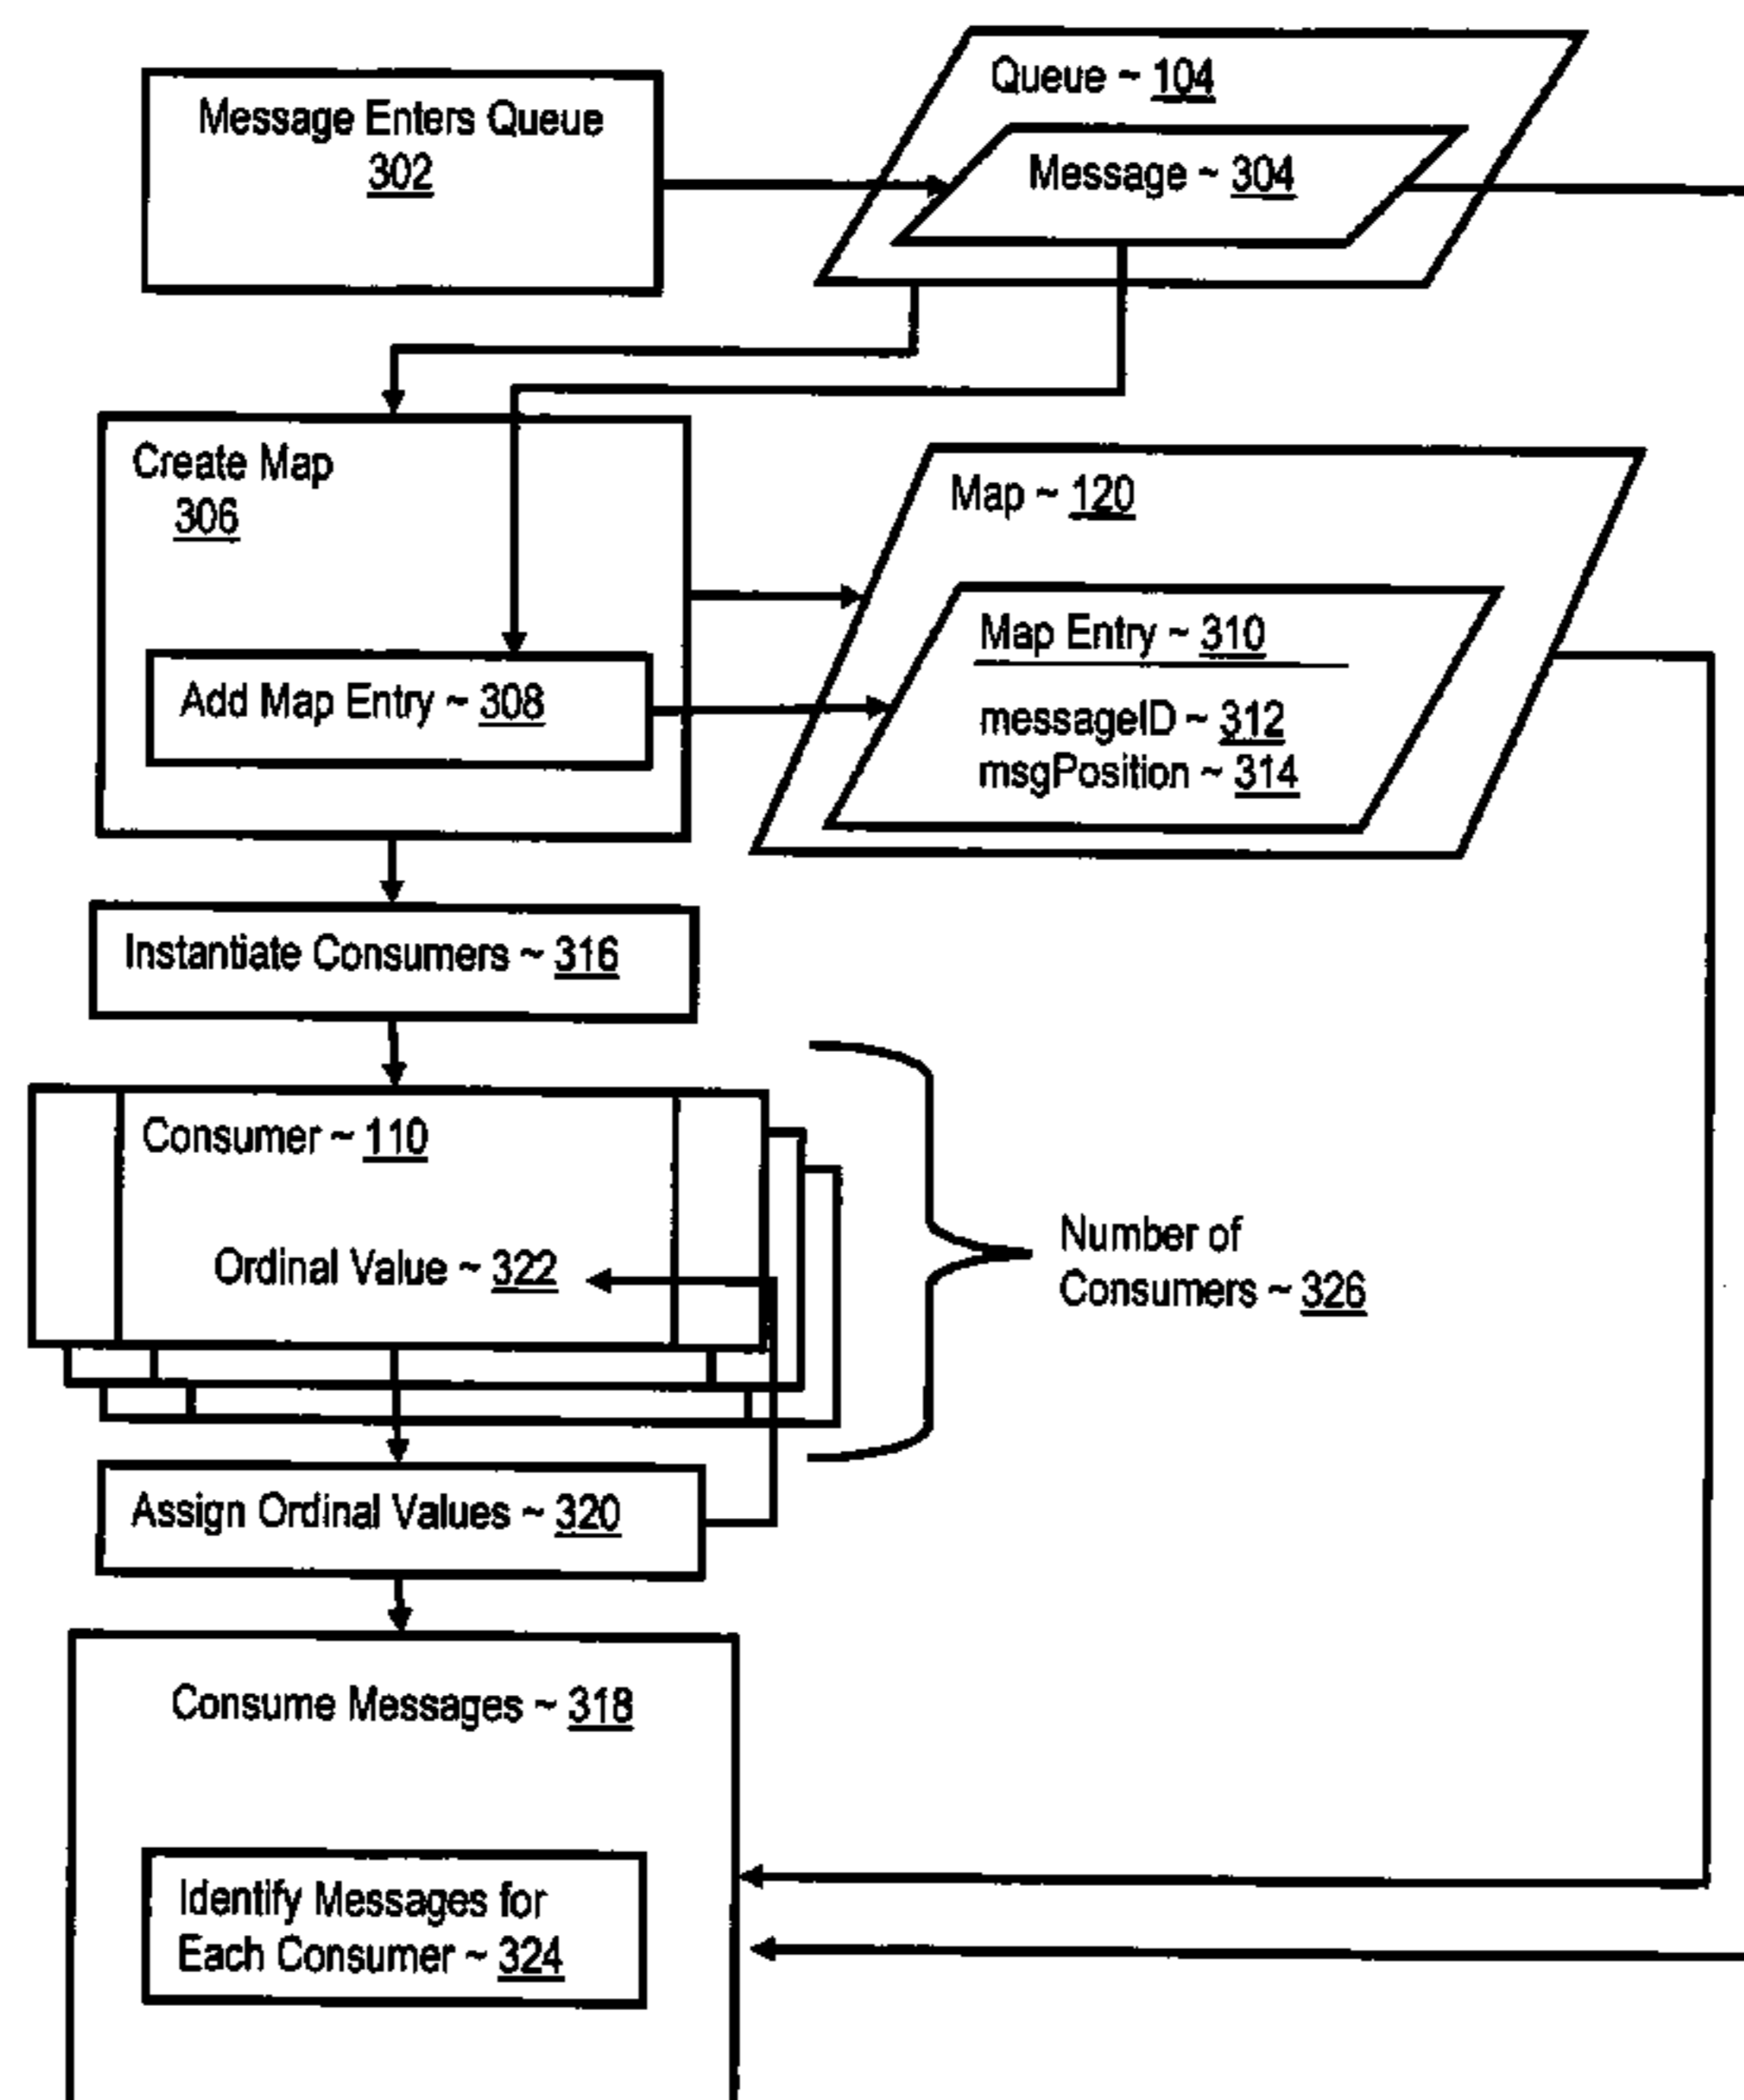 Message Enters Queue
302
Queue ~ 104
Message ~ 304
Create Map
306
Add Map Entry ~ 308
Map ~ 120
Map Entry ~ 310
messageID ~ 312
msgPosition ~ 314
Instantiate Consumers ~ 316
Consumer ~ 110
Ordinal Value ~ 322
Number of
Consumers ~ 326
Assign Ordinal Values ~ 320
Consume Messages ~ 318
Identify Messages for
Each Consumer ~ 324